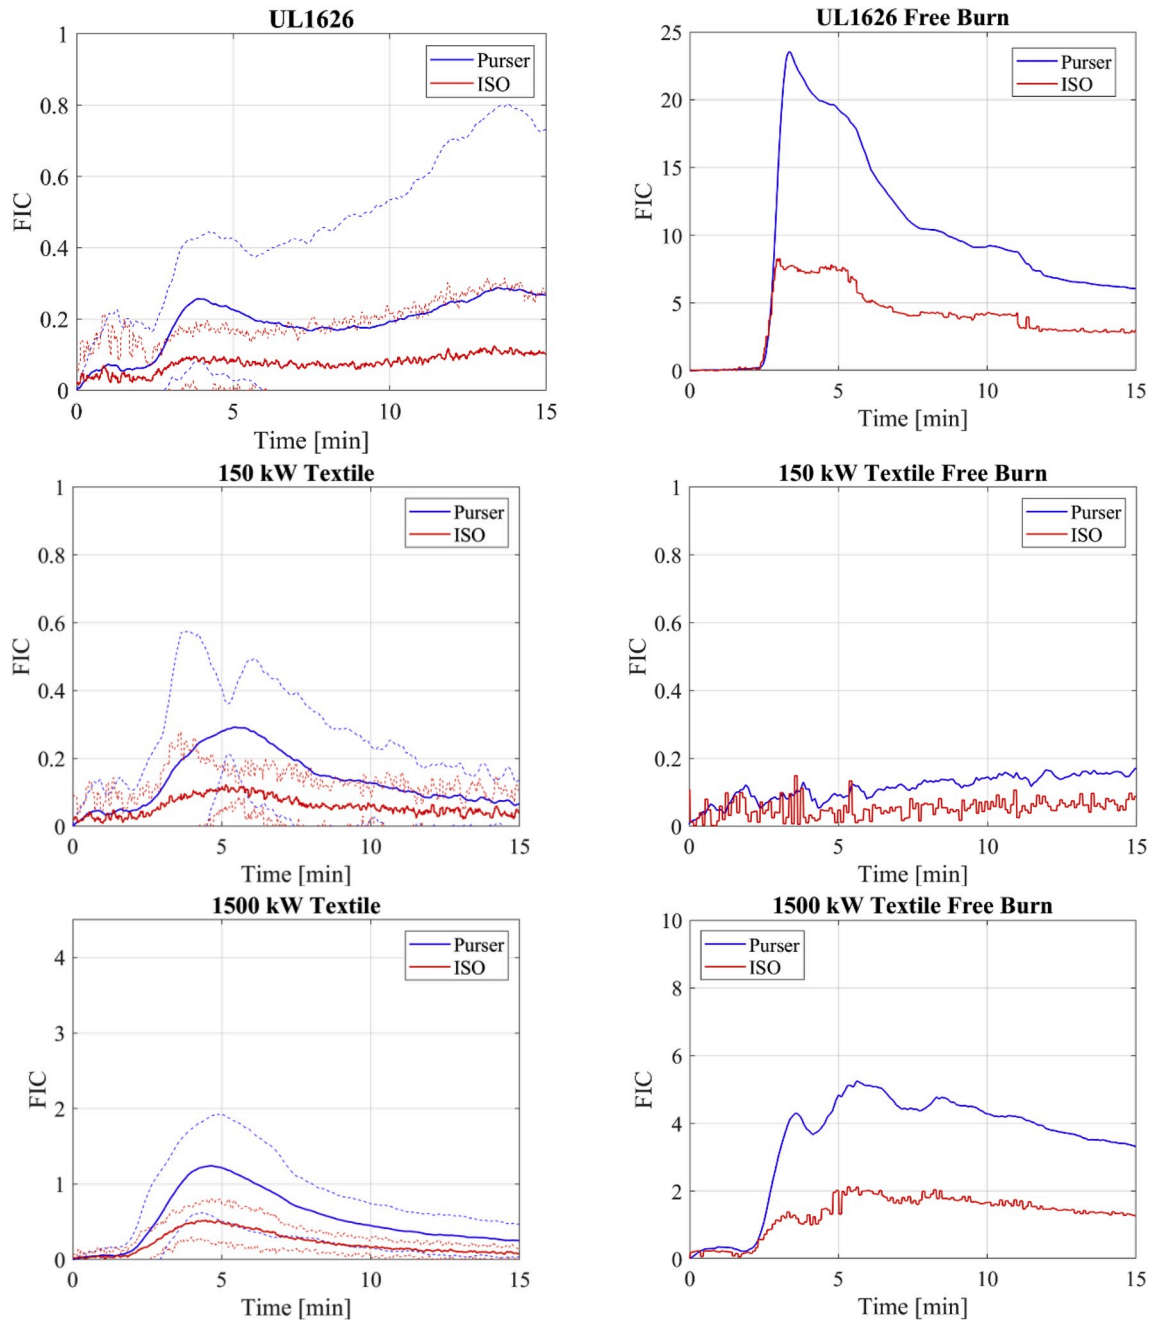 UL1626
1
0.8
0.6
0.4
0.2
0
FIC
Purser
ISO
0 5 10 15
Time [min]
UL1626 Free Burn
25
20
15
10
5
0
FIC
Purser
ISO
0 5 10 15
Time [min]
150 kW Textile
1
0.8
0.6
0.4
0.2
0
FIC
Purser
ISO
0 5 10 15
Time [min]
150 kW Textile Free Burn
1
0.8
0.6
0.4
0.2
0
FIC
Purser
ISO
0 5 10 15
Time [min]
1500 kW Textile
4
3
2
1
0
FIC
Purser
ISO
0 5 10 15
Time [min]
1500 kW Textile Free Burn
10
8
6
4
2
0
FIC
Purser
ISO
0 5 10 15
Time [min]